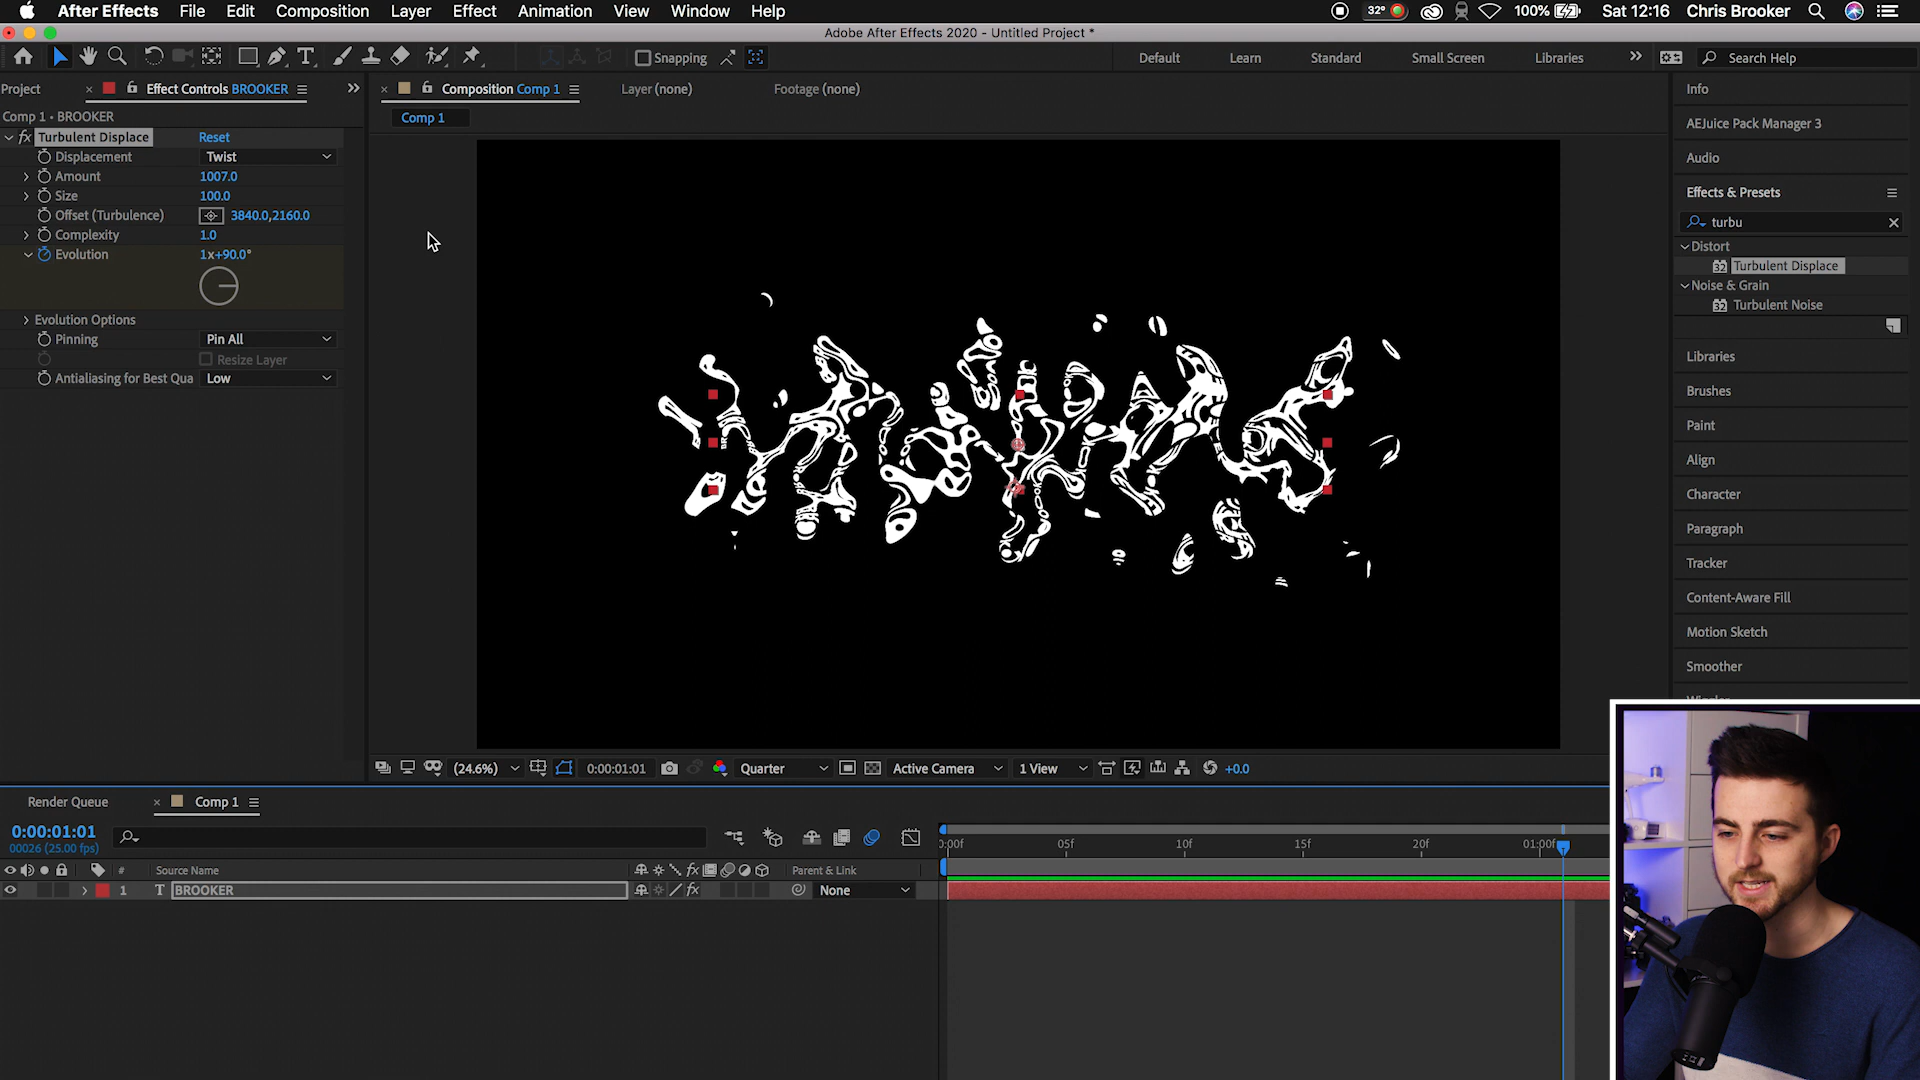 After Effects File Edit Composition Layer Effect Animation View Window Help 32° 100% Sat 12:16 Chris Brooker
Adobe After Effects 2020 - Untitled Project *
Snapping Default Learn Standard Small Screen Libraries Search Help
Project Effect Controls BROOKER Composition Comp 1 Layer (none) Footage (none) Info
Comp 1 • BROOKER
Comp 1
AEJuice Pack Manager 3
fx Turbulent Displace Reset
Displacement Twist
Audio
Amount 1007.0
Size 100.0
Effects & Presets
Offset (Turbulence) 3840.0,2160.0
turbu
Complexity 1.0
Distort
Evolution 1x+90.0°
Turbulent Displace
Noise & Grain
Turbulent Noise
Evolution Options
Pinning Pin All
Resize Layer
Libraries
Antialiasing for Best Qua Low
Brushes
Paint
Align
Character
Paragraph
Tracker
Content-Aware Fill
Motion Sketch
Smoother
(24.6%) 0:00:01:01 Quarter Active Camera 1 View +0.0
Render Queue Comp 1
0:00:01:01
00026 (25.00 fps)
0:00f 05f 10f 15f 20f 01:00f
# Source Name fx Parent & Link
1 T BROOKER fx None